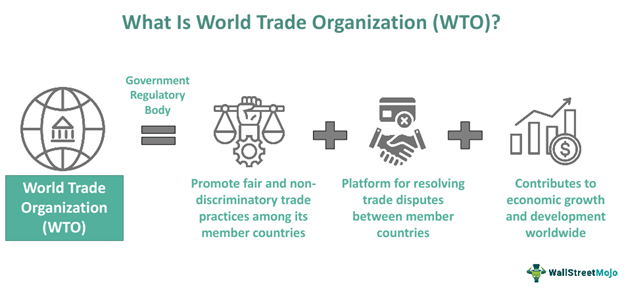 What Is World Trade Organization (WTO)?
Government
Regulatory
Body
World Trade
Organization
(WTO)
Promote fair and non-
discriminatory trade
practices among its
member countries
Platform for resolving
trade disputes
between member
countries
Contributes to
economic growth
and development
worldwide
WallStreetMojo